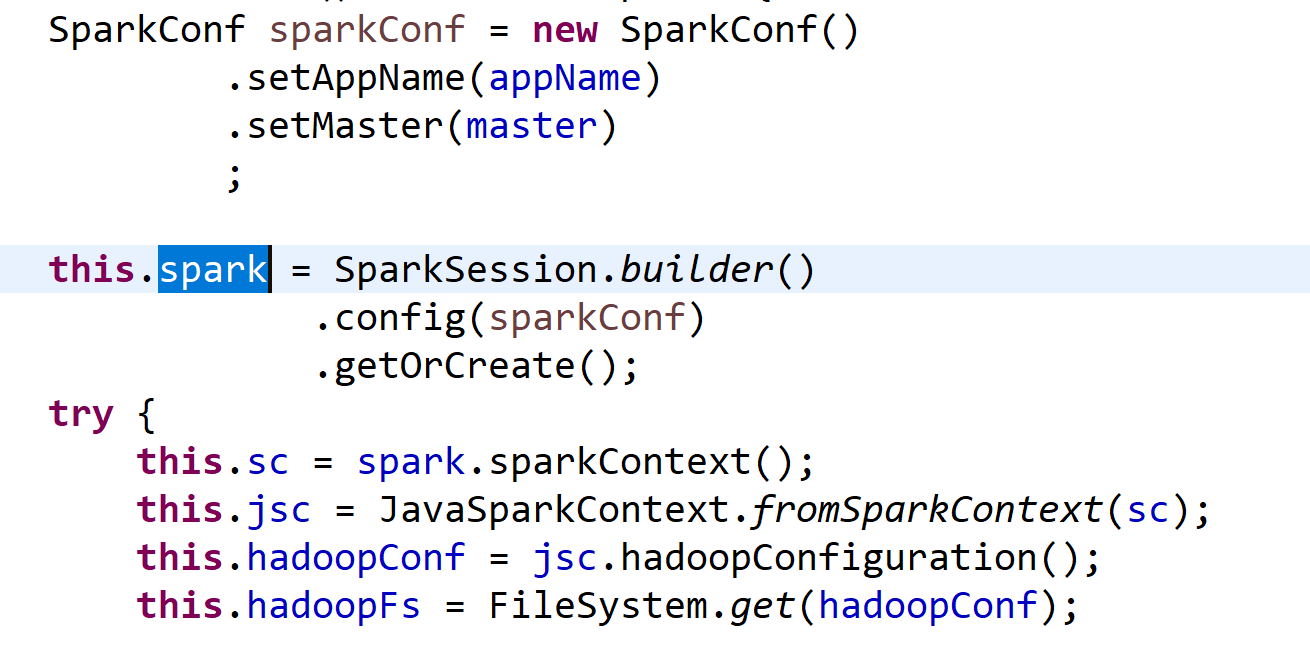 SparkConf sparkConf = new SparkConf()
.setAppName(appName)
.setMaster(master)
;
this.spark = SparkSession.builder()
.config(sparkConf)
.getOrCreate();
try {
this.sc = spark.sparkContext();
this.jsc = JavaSparkContext.fromSparkContext(sc);
this.hadoopConf = jsc.hadoopConfiguration();
this.hadoopFs = FileSystem.get(hadoopConf);